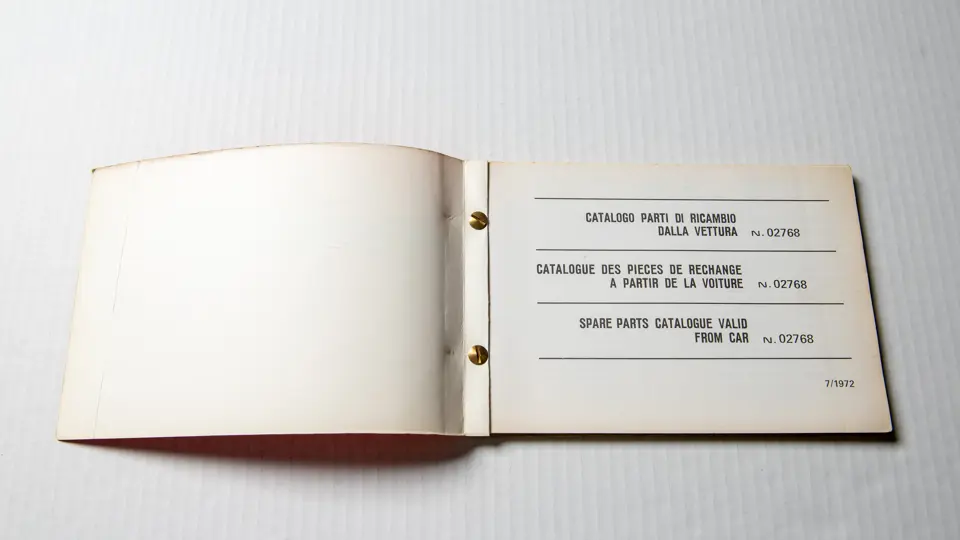 CATALOGO PARTI DI RICAMBIO
DALLA VETTURA N. 02768
CATALOGUE DES PIECES DE RECHANGE
A PARTIR DE LA VOITURE N. 02768
SPARE PARTS CATALOGUE VALID
FROM CAR N. 02768
7/1972